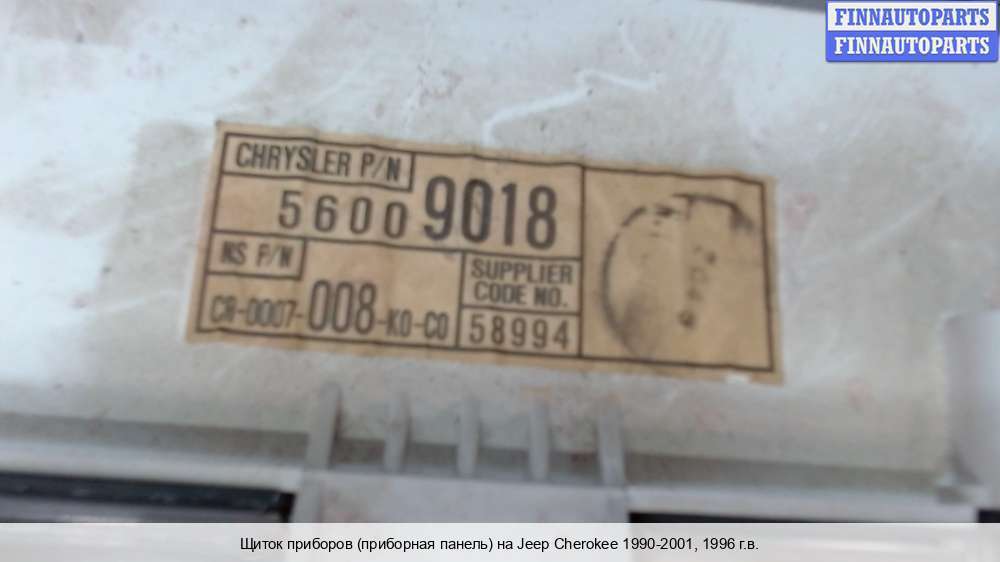 FINNAUTOPARTS
FINNAUTOPARTS
CHRYSLER P/N
5600 9018
NS P/N
SUPPLIER
CODE NO.
CR-0007-008-KO-CO
58994
Щиток приборов (приборная панель) на Jeep Cherokee 1990-2001, 1996 г.в.